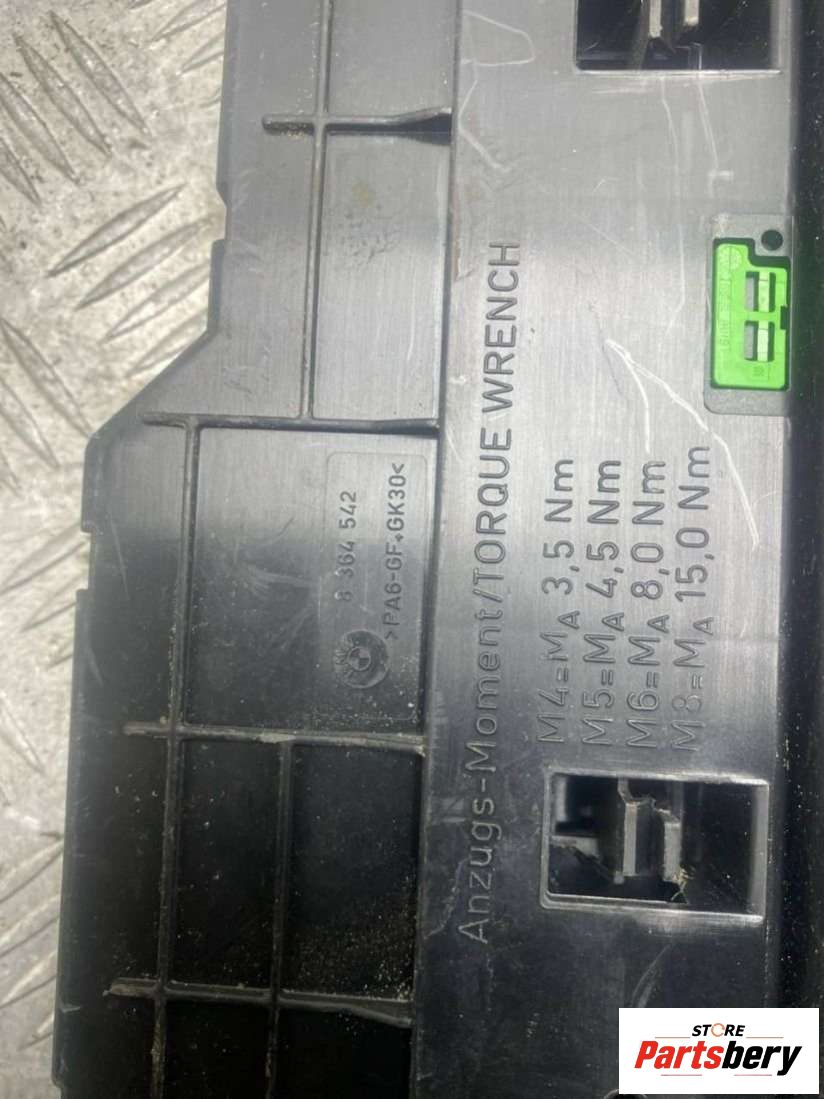 8 364 542
>PA6-GF+GK30<
Anzugs-Moment/TORQUE WRENCH
M4=MA 3,5 Nm
M5=MA 4,5 Nm
M6=MA 8,0 Nm
M8=MA 15,0 Nm
STORE
Partsbery